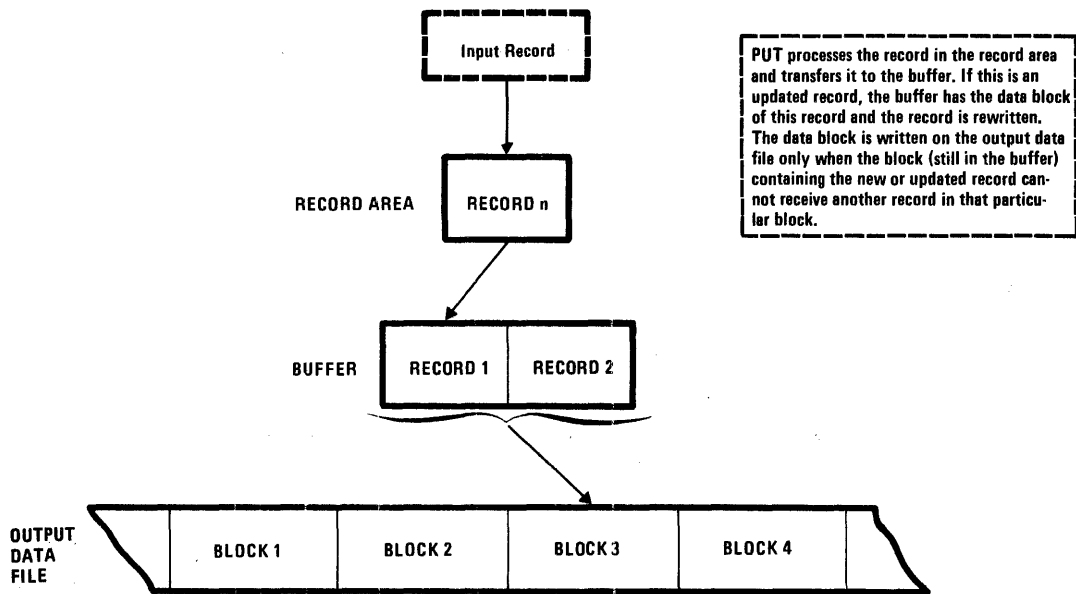 Input Record
PUT processes the record in the record area
and transfers it to the buffer. If this is an
updated record, the buffer has the data block
of this record and the record is rewritten.
The data block is written on the output data
file only when the block (still in the buffer)
containing the new or updated record can-
not receive another record in that particu-
lar block.
RECORD AREA
RECORD n
BUFFER
RECORD 1
RECORD 2
OUTPUT
DATA
FILE
BLOCK 1
BLOCK 2
BLOCK 3
BLOCK 4